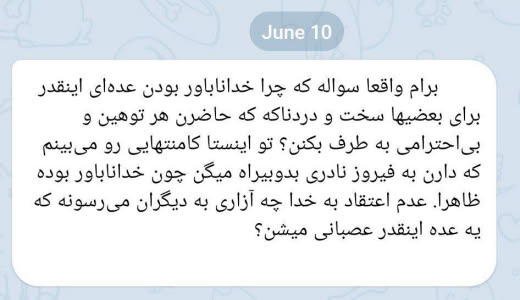 June 10
برام واقعا سواله که چرا خداناباور بودن عده‌ای اینقدر
برای بعضیها سخت و دردناکه که حاضرن هر توهین و
بی‌احترامی به طرف بکنن؟ تو اینستا کامنتهایی رو می‌بینم
که دارن به فیروز نادری بدوبیراه میگن چون خداناباور بوده
ظاهرا. عدم اعتقاد به خدا چه آزاری به دیگران می‌رسونه که
یه عده اینقدر عصبانی میشن؟